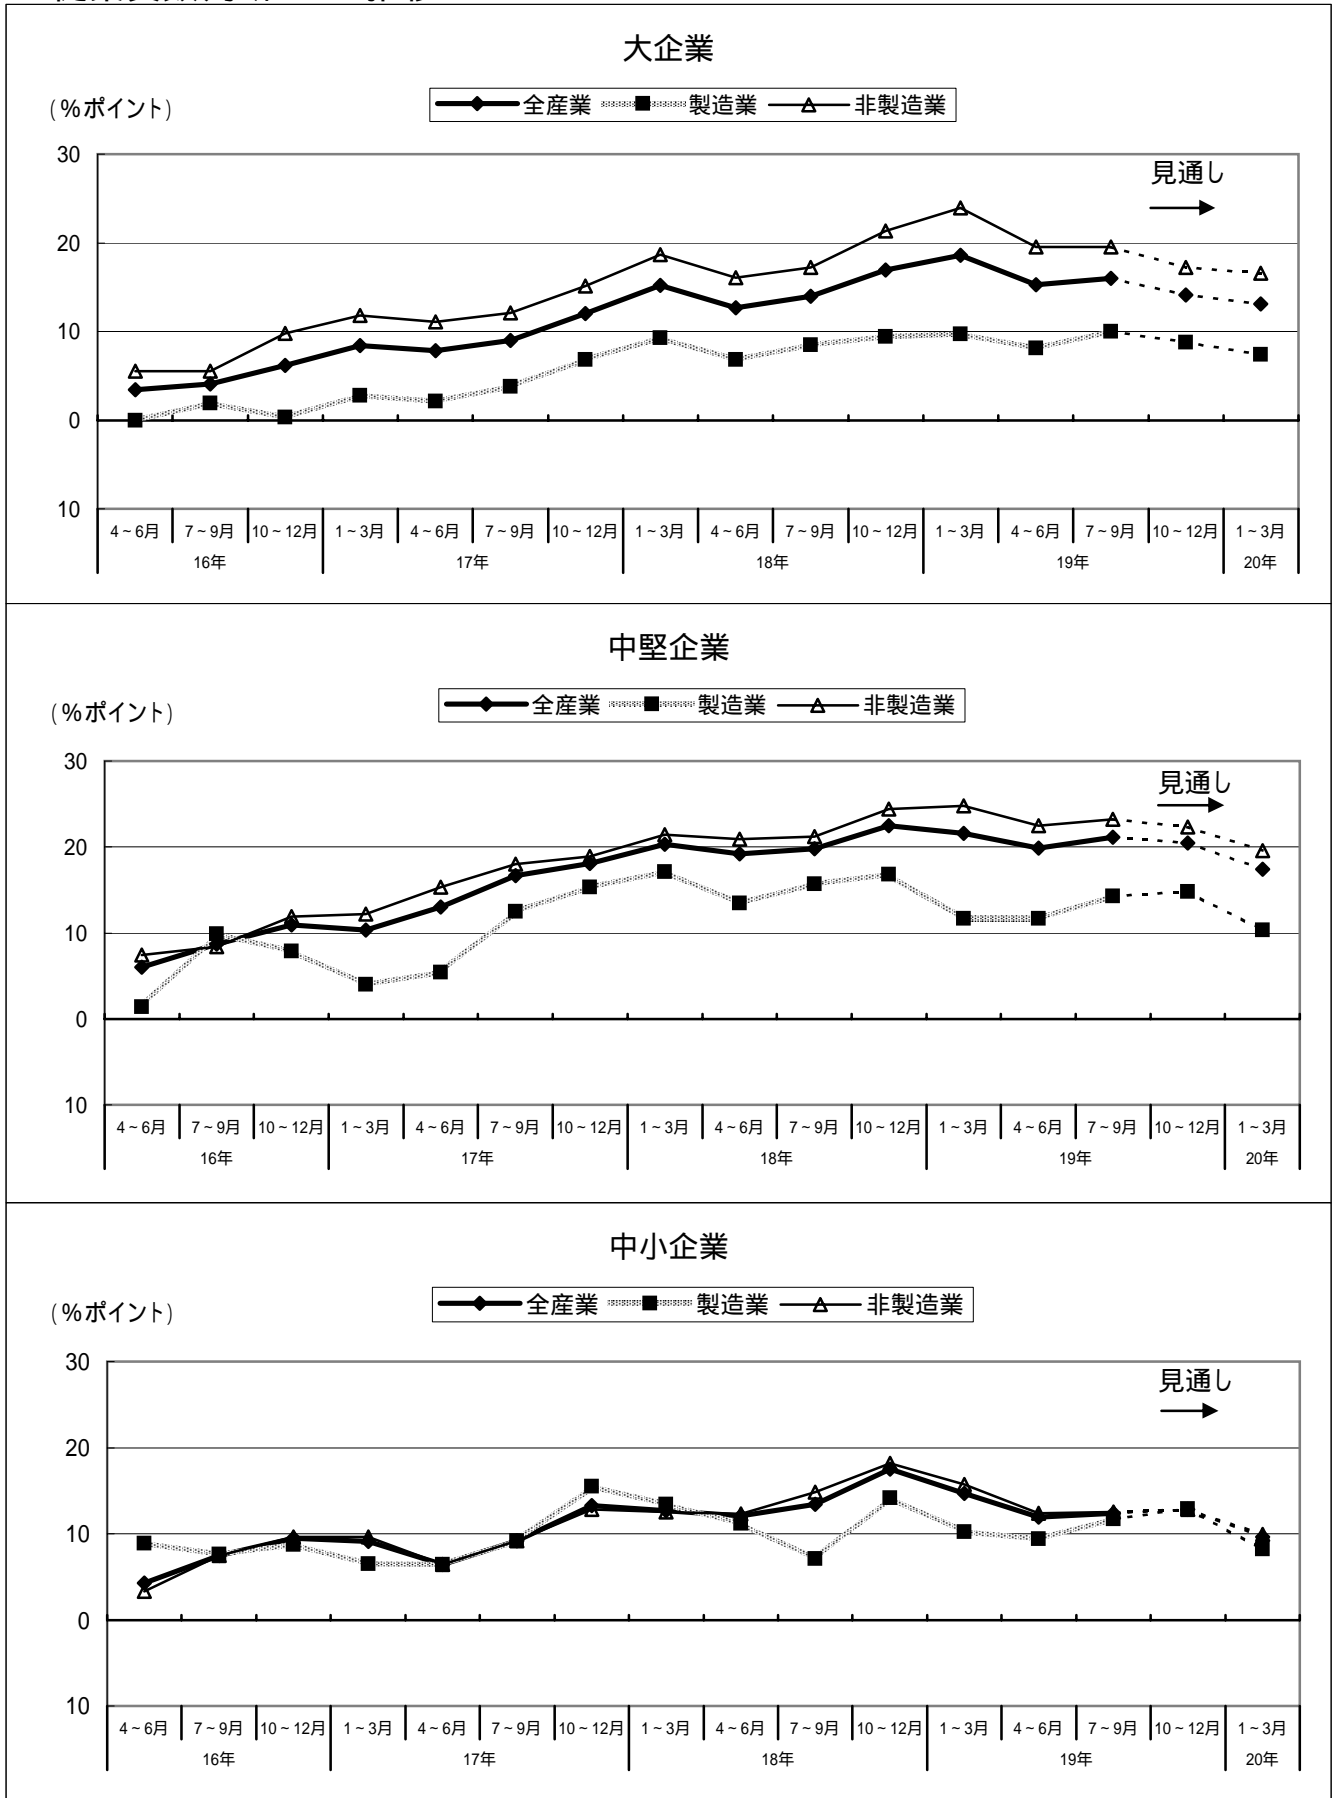 大企業
(%ポイント)
全産業 製造業 非製造業
30
見通し
20
10
0
10
4~6月 7~9月 10~12月 1~3月 4~6月 7~9月 10~12月 1~3月 4~6月 7~9月 10~12月 1~3月 4~6月 7~9月 10~12月 1~3月
16年 17年 18年 19年 20年
中堅企業
(%ポイント)
全産業 製造業 非製造業
30
見通し
20
10
0
10
4~6月 7~9月 10~12月 1~3月 4~6月 7~9月 10~12月 1~3月 4~6月 7~9月 10~12月 1~3月 4~6月 7~9月 10~12月 1~3月
16年 17年 18年 19年 20年
中小企業
(%ポイント)
全産業 製造業 非製造業
30
見通し
20
10
0
10
4~6月 7~9月 10~12月 1~3月 4~6月 7~9月 10~12月 1~3月 4~6月 7~9月 10~12月 1~3月 4~6月 7~9月 10~12月 1~3月
16年 17年 18年 19年 20年